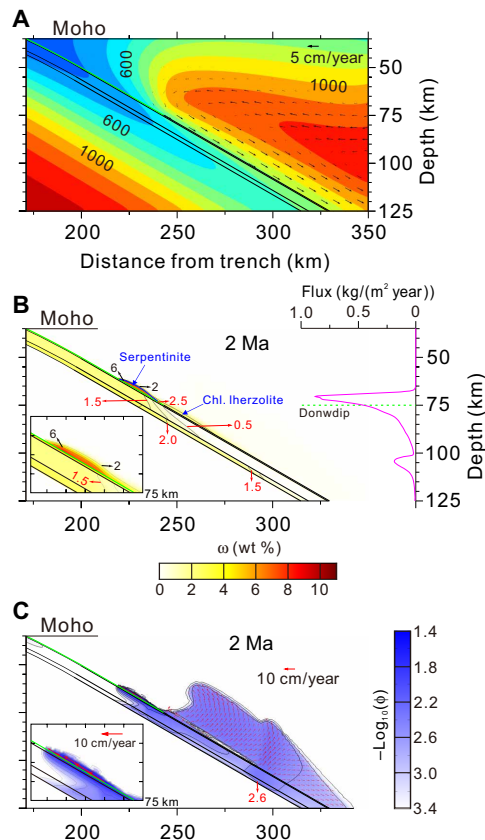 A
Moho
600
5 cm/year
1000
600
1000
50
75
100
125
Depth (km)
200
250
300
350
Distance from trench (km)
B
Flux (kg/(m² year))
1
0
Moho
2 Ma
Serpentinite
6
2
2.5
1.5
Chl. lherzolite
0.5
2.0
1.5
Donwdip
50
75
100
125
Depth (km)
6
2
1.5
75 km
200
250
300
ω (wt %)
0 2 4 6 8 10
C
Moho
2 Ma
10 cm/year
10 cm/year
75 km
2.6
1.4
1.8
2.2
2.6
3.0
3.4
−Log₁₀(ϕ)
200
250
300